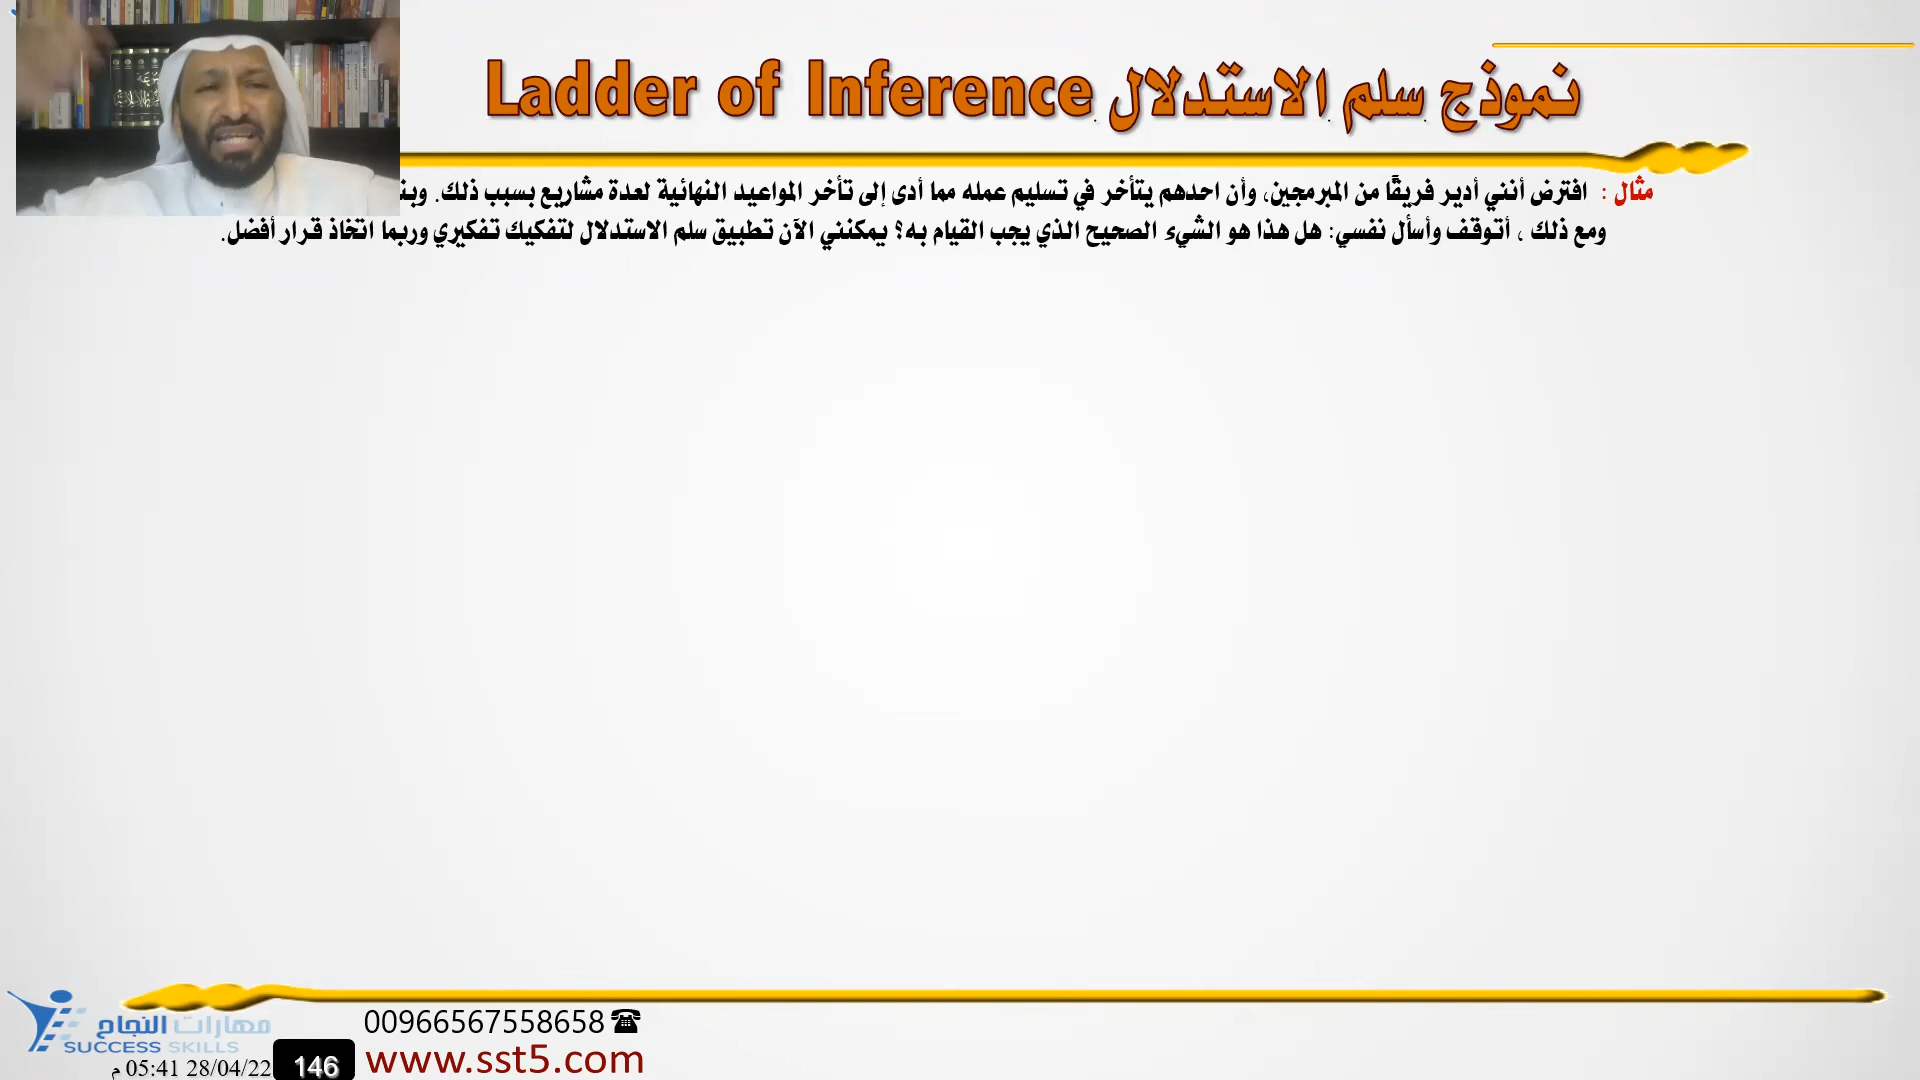 نموذج سلم الاستدلال Ladder of Inference
مثال : افترض أنني أدير فريقًا من المبرمجين، وأن احدهم يتأخر في تسليم عمله مما أدى إلى تأخر المواعيد النهائية لعدة مشاريع بسبب ذلك.
ومع ذلك ، أتوقف وأسأل نفسي: هل هذا هو الشيء الصحيح الذي يجب القيام به؟ يمكنني الآن تطبيق سلم الاستدلال لتفكيك تفكيري وربما اتخاذ قرار أفضل.
مهارات النجاح
SUCCESS SKILLS
00966567558658
www.sst5.com
05:41 28/04/22 م
146